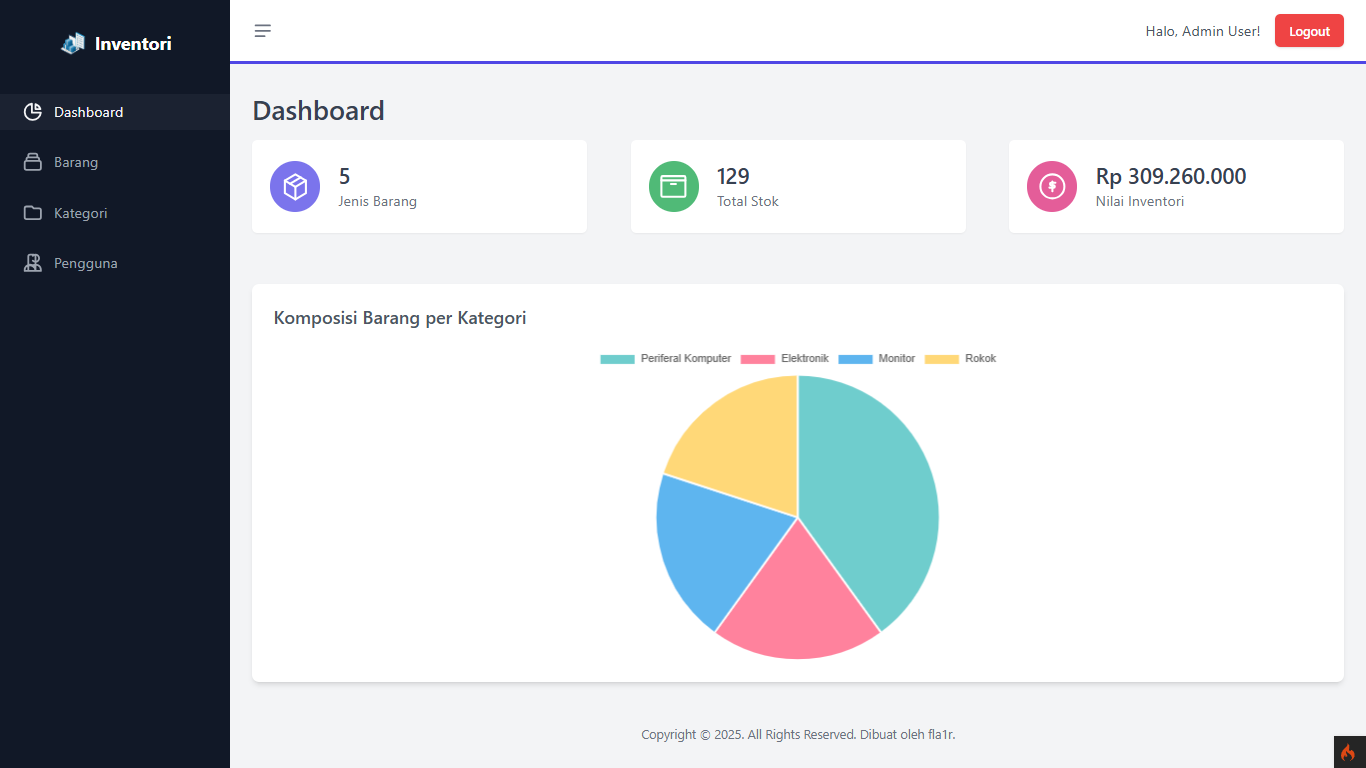 Inventori
Dashboard
Barang
Kategori
Pengguna
Halo, Admin User!
Logout
Dashboard
5
Jenis Barang
129
Total Stok
Rp 309.260.000
Nilai Inventori
Komposisi Barang per Kategori
Periferal Komputer Elektronik Monitor Rokok
Copyright © 2025. All Rights Reserved. Dibuat oleh fla1r.